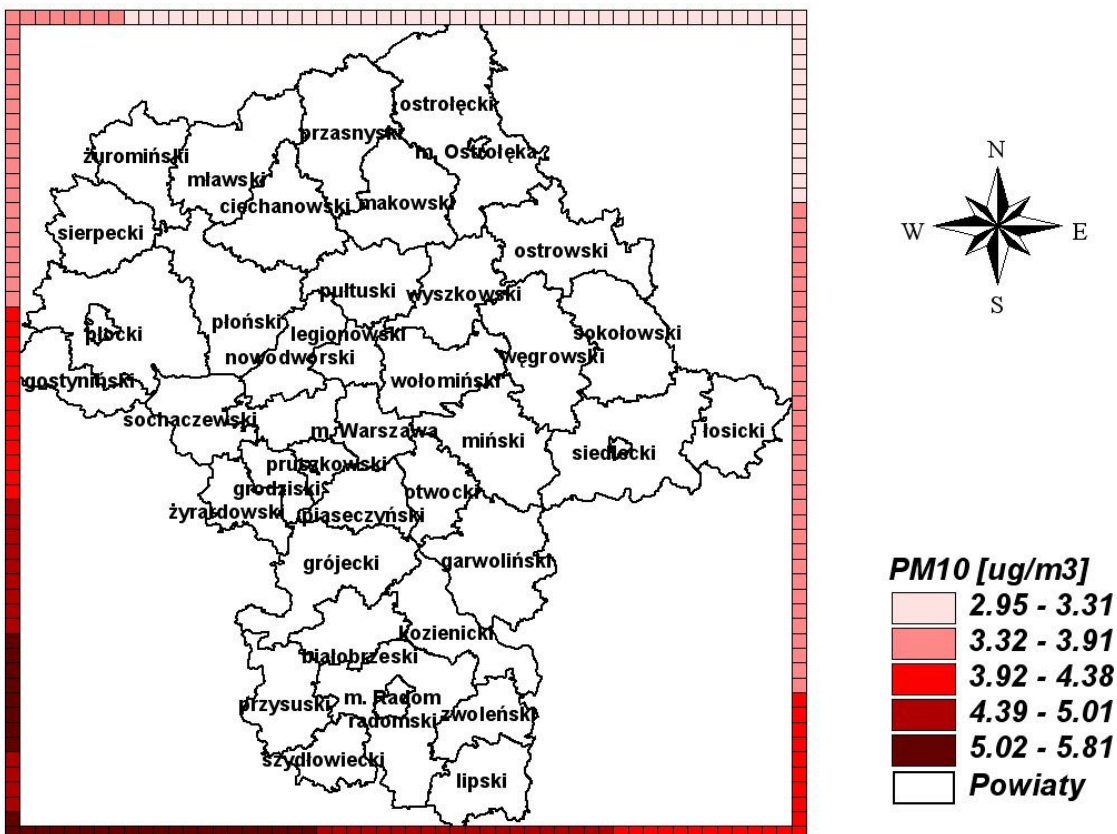 ostrołęcki
przasnyski
m. Ostrołęka
żuromiński
mławski
ciechanowski
makowski
sierpecki
ostrowski
pułtuski
wyszkowski
płocki
płoński
legionowski
sokołowski
nowodworski
węgrowski
gostyniński
wołomiński
sochaczewski
m. Warszawa
miński
łosicki
siedlecki
pruszkowski
grodziski
otwocki
żyrardowski
piaseczyński
grójecki
garwoliński
kozienicki
białobrzeski
przysuski
m. Radom
radomski
zwoleński
szydłowiecki
lipski
N
W
E
S
PM10 [ug/m3]
2.95 - 3.31
3.32 - 3.91
3.92 - 4.38
4.39 - 5.01
5.02 - 5.81
Powiaty